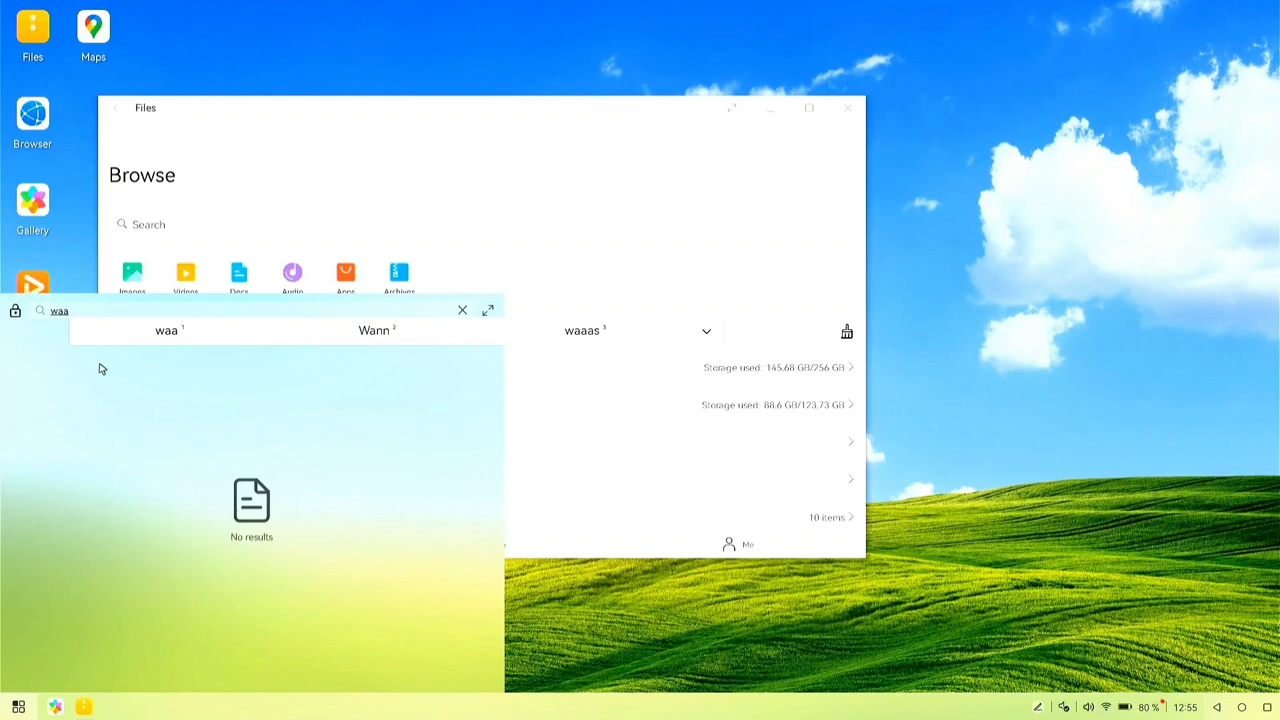 Files
Maps
Browser
Gallery
Files
Browse
Search
Images
Videos
Docs
Audio
Apps
Archives
waa
waa 1
Wann 2
waaas 3
Storage used: 145,68 GB/256 GB
Storage used: 88,6 GB/123,73 GB
10 items
Me
No results
80 %
12:55